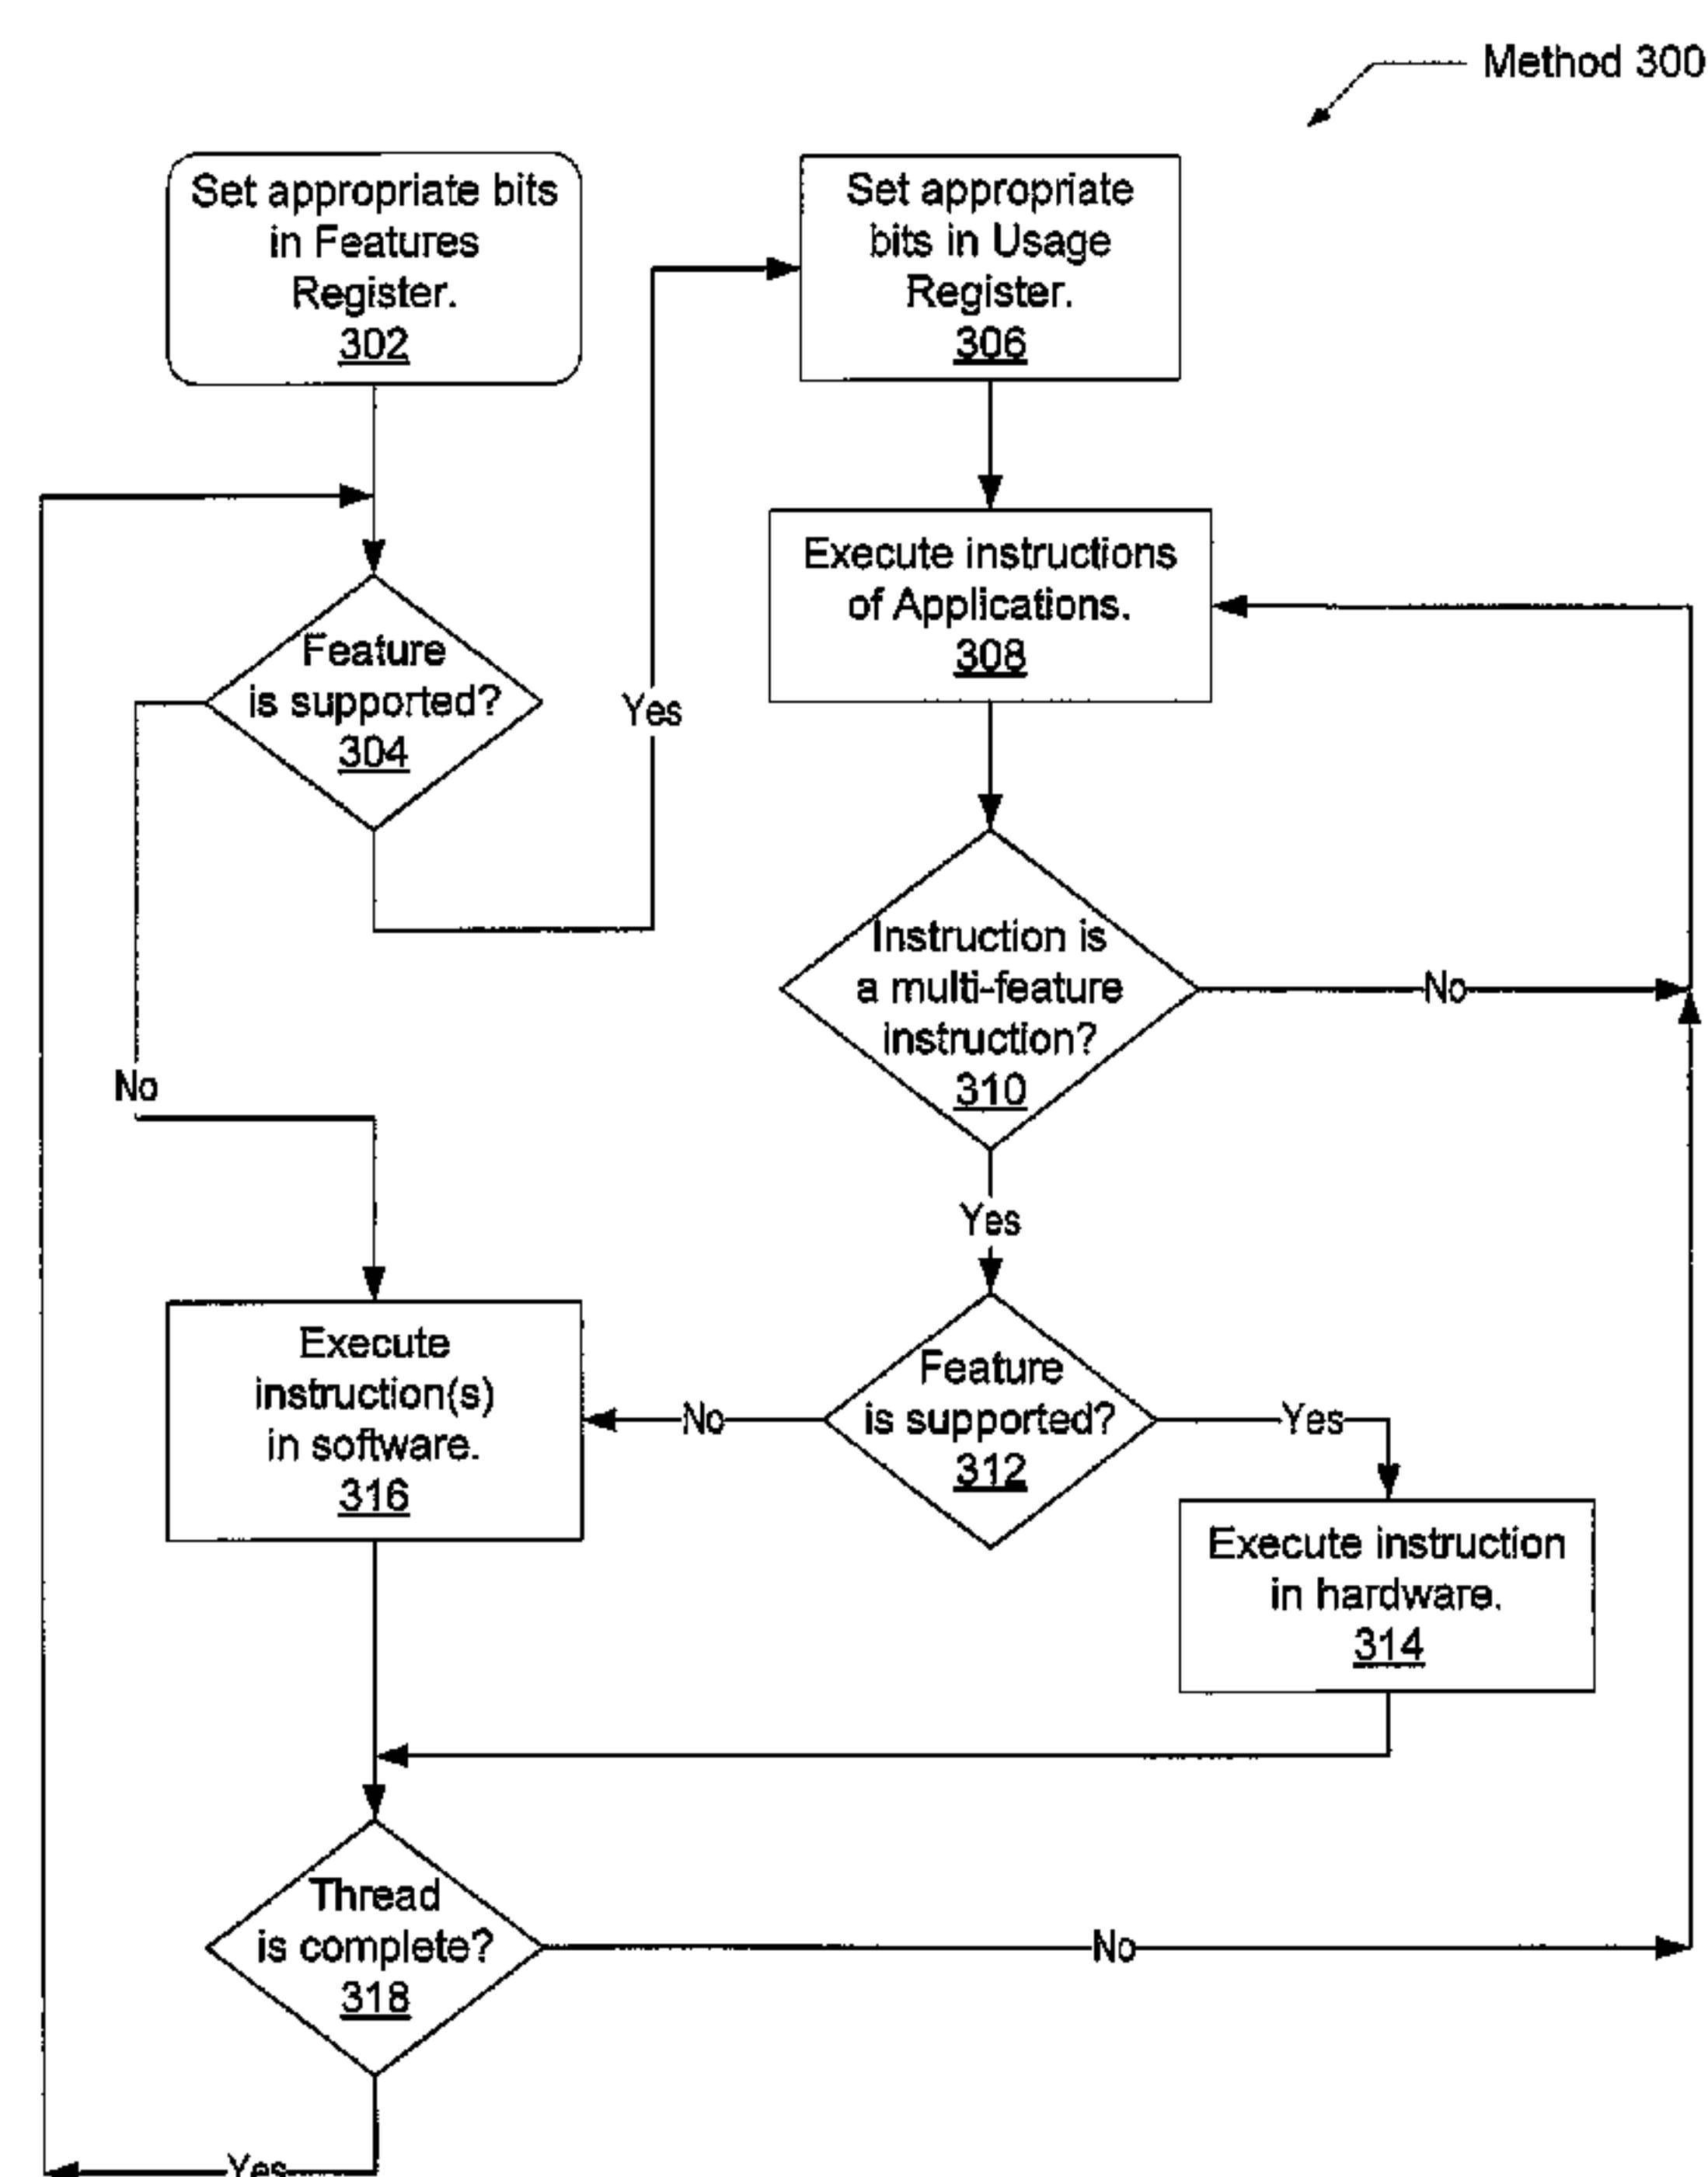 Method 300
Set appropriate bits
in Features
Register.
302
Set appropriate
bits in Usage
Register.
306
Execute instructions
of Applications.
308
Feature
is supported?
304
Yes
Instruction is
a multi-feature
instruction?
310
No
No
Yes
Execute
instruction(s)
in software.
316
No
Feature
is supported?
312
Yes
Execute instruction
in hardware.
314
Thread
is complete?
318
No
Yes